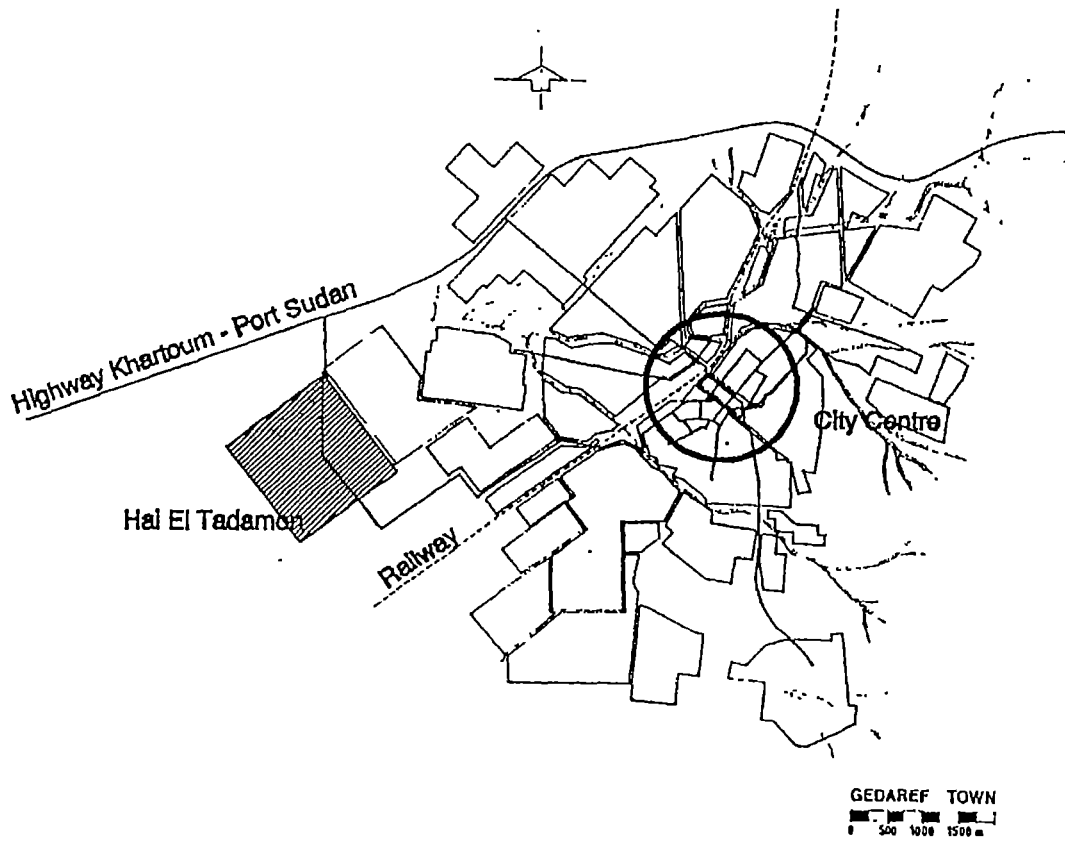 Highway Khartoum - Port Sudan
City Centre
Hai El Tadamon
Railway
GEDAREF TOWN
0 500 1000 1500 m